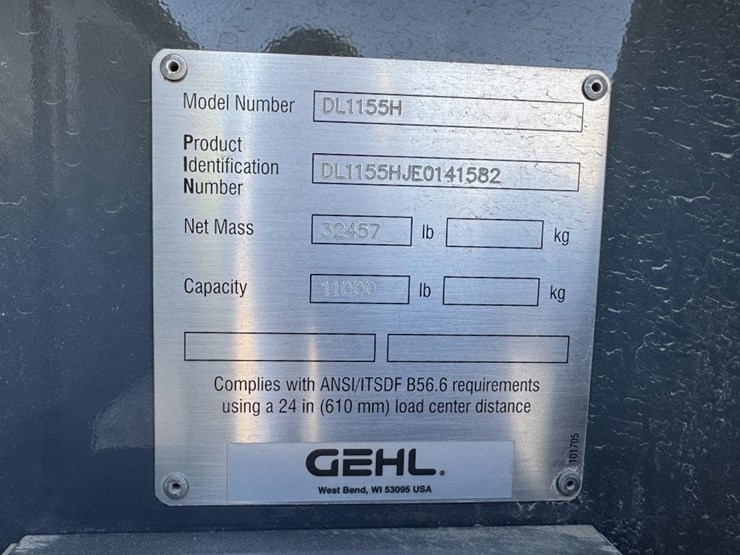 Model Number DL1155H
Product
Identification
Number DL1155HJE0141582
Net Mass 32457 lb kg
Capacity 11000 lb kg
Complies with ANSI/ITSDF B56.6 requirements
using a 24 in (610 mm) load center distance
101705
GEHL®
West Bend, WI 53095 USA